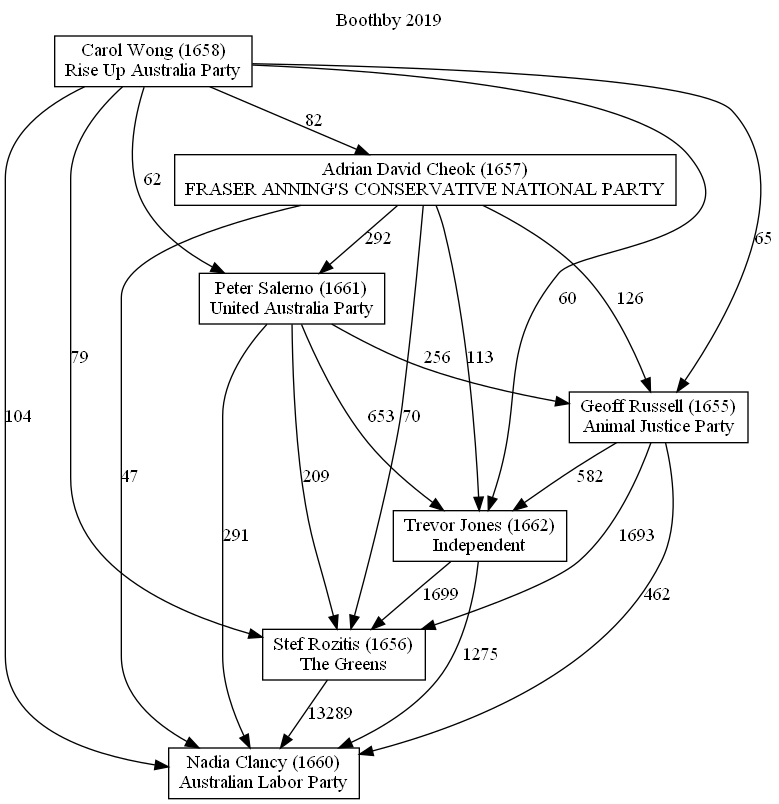 Boothby 2019
Carol Wong (1658)
Rise Up Australia Party
82
Adrian David Cheok (1657)
FRASER ANNING'S CONSERVATIVE NATIONAL PARTY
62
292
65
Peter Salerno (1661)
United Australia Party
60
126
79
256
113
104
653
70
Geoff Russell (1655)
Animal Justice Party
47
209
582
291
Trevor Jones (1662)
Independent
1693
1699
462
Stef Rozitis (1656)
The Greens
1275
13289
Nadia Clancy (1660)
Australian Labor Party